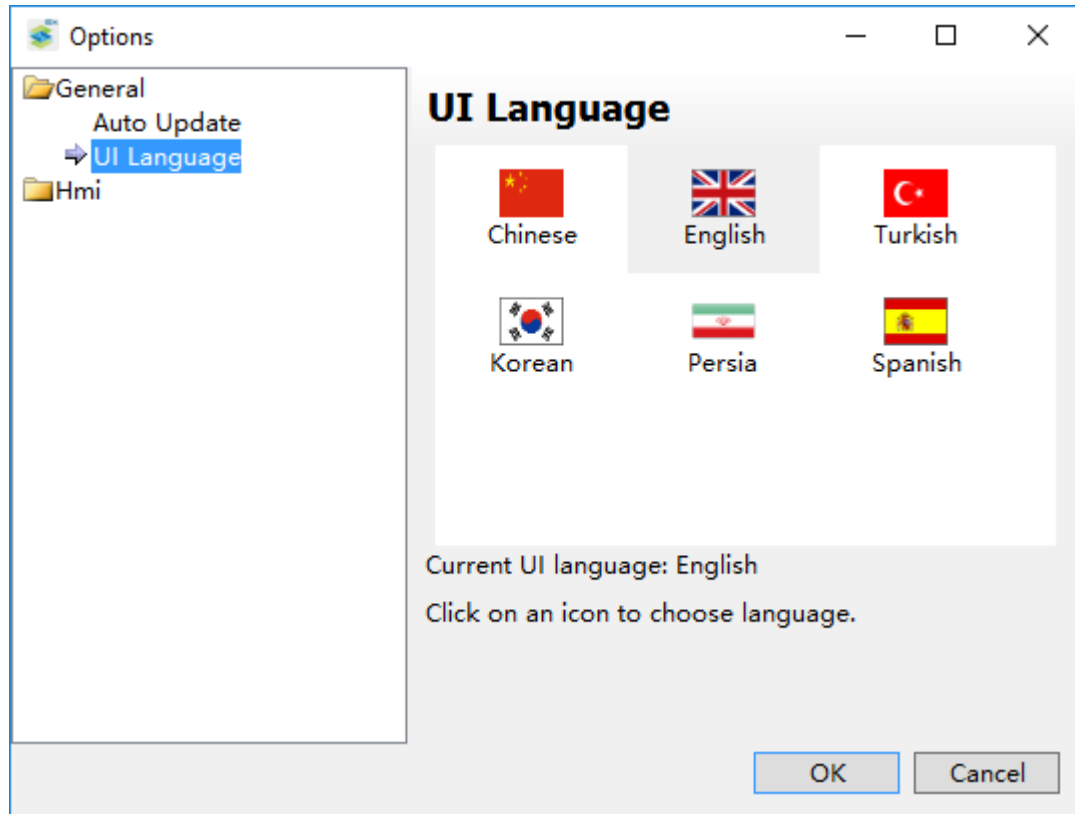 Options
General
Auto Update
UI Language
Hmi
UI Language
Chinese English Turkish
Korean Persia Spanish
Current UI language: English
Click on an icon to choose language.
OK Cancel